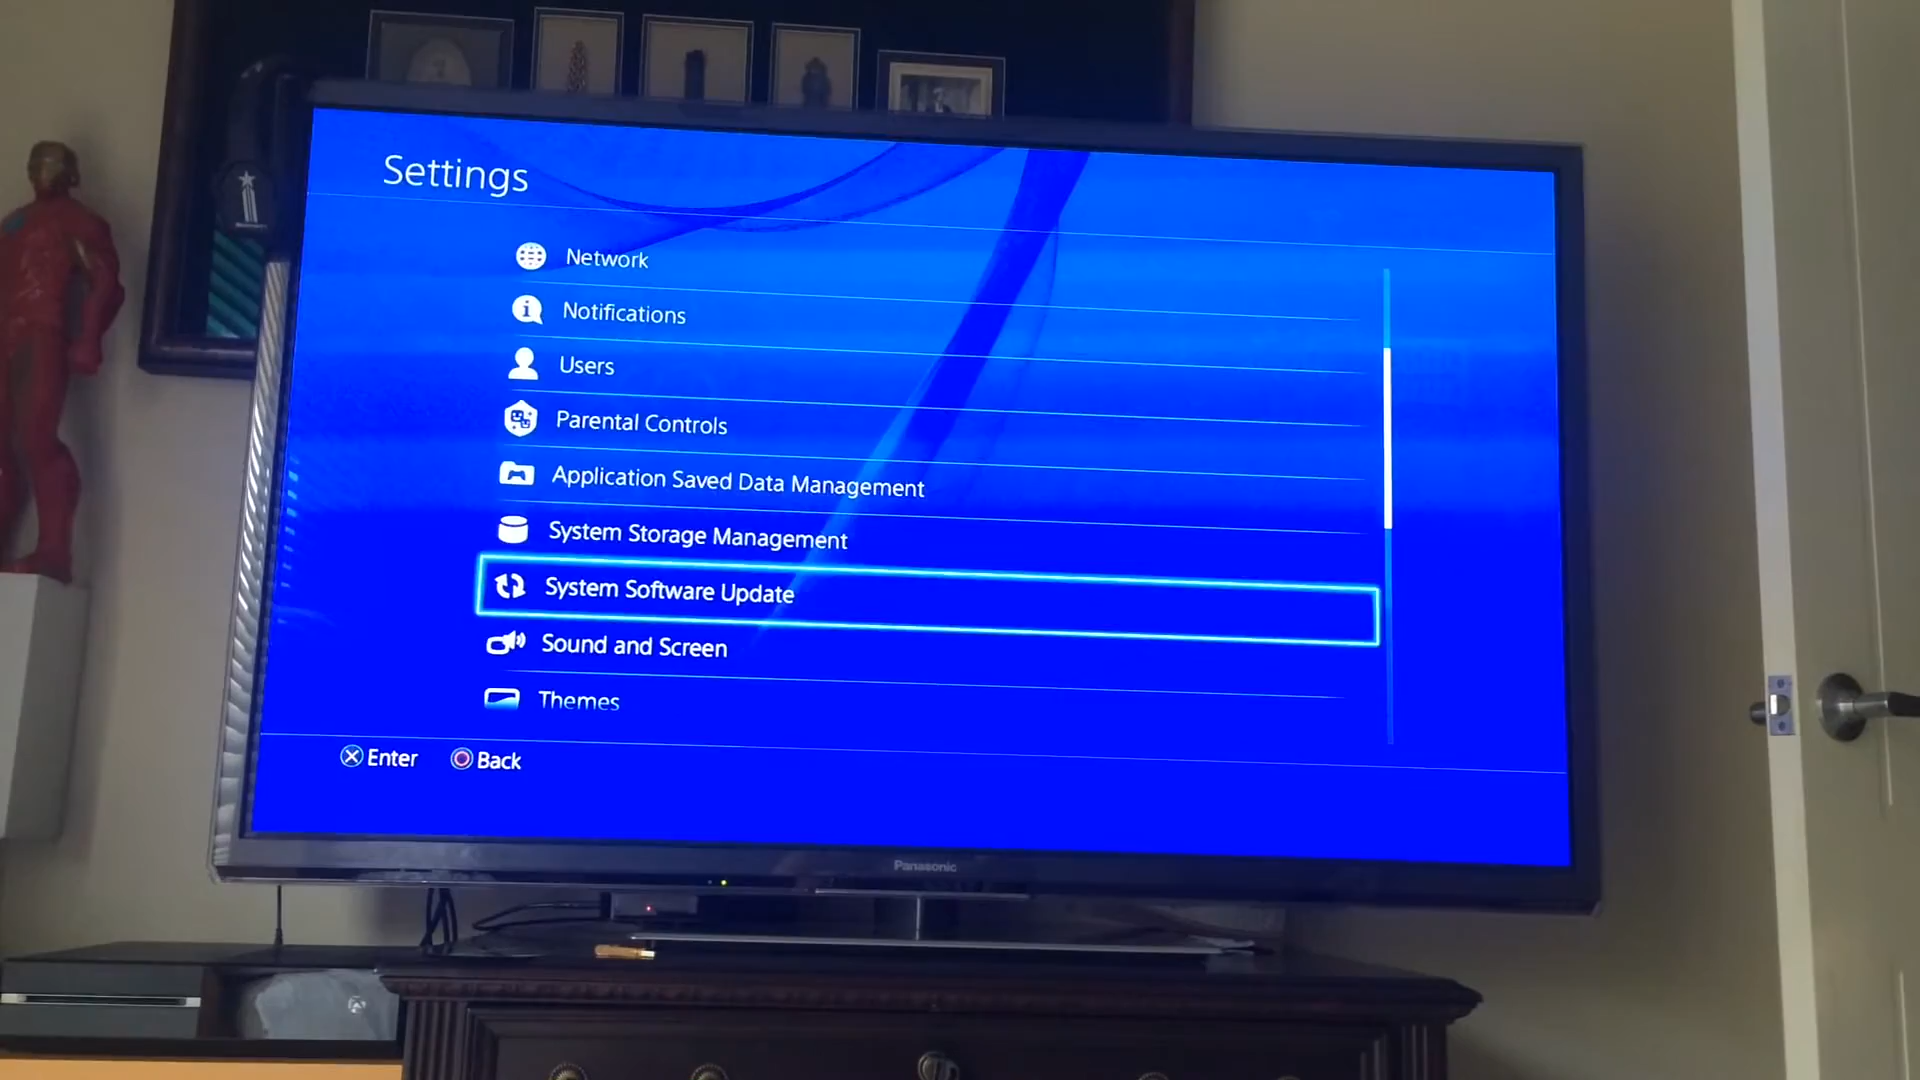 Settings
Network
Notifications
Users
Parental Controls
Application Saved Data Management
System Storage Management
System Software Update
Sound and Screen
Themes
Enter Back
Panasonic